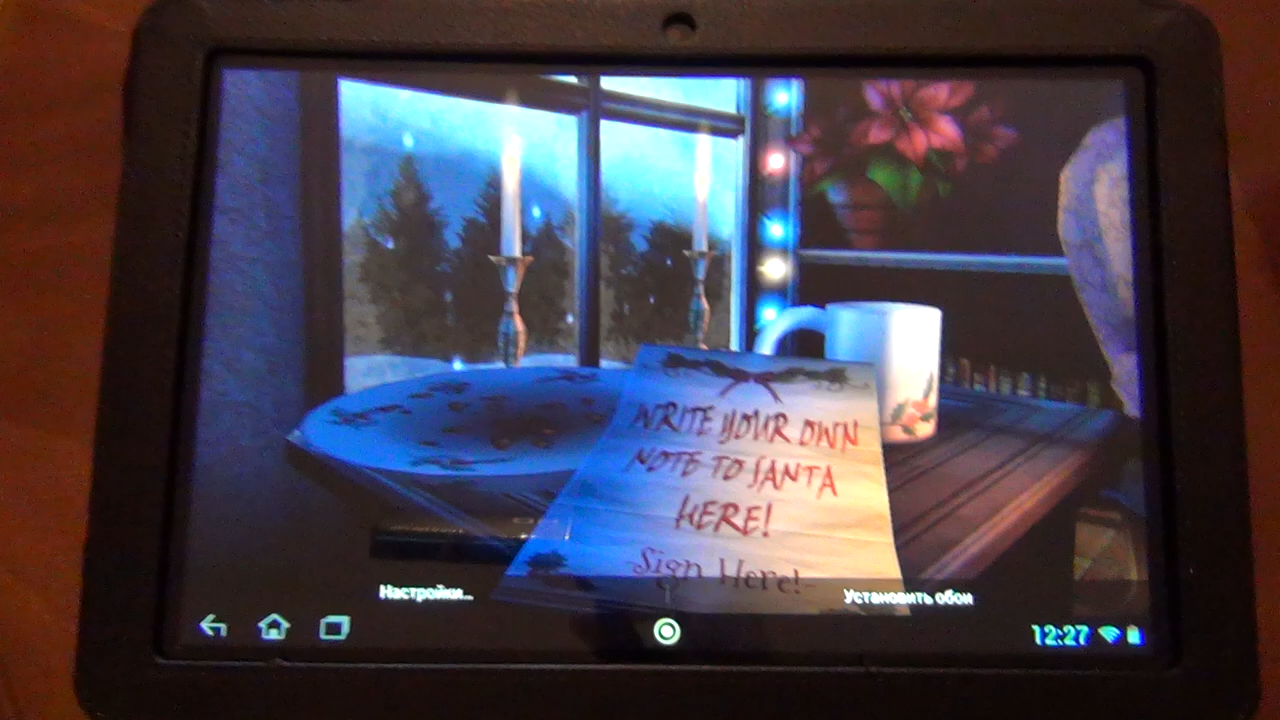 WRITE YOUR OWN
NOTE TO SANTA
HERE!
-Sign Here!-
Настройки...
Установить обои
12:27